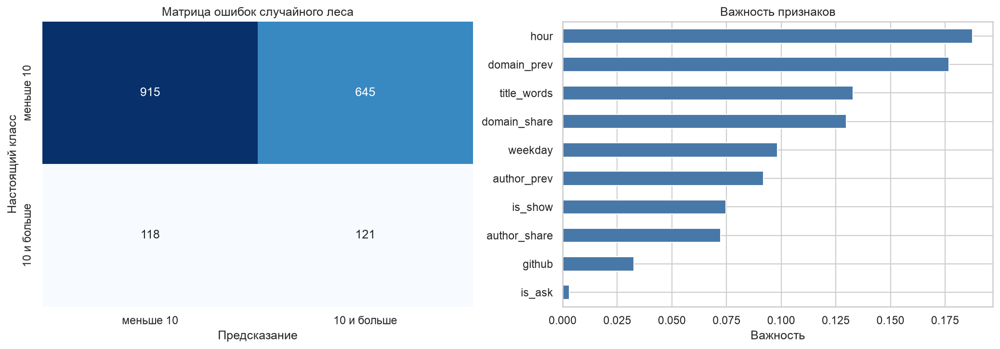 Матрица ошибок случайного леса
Настоящий класс
меньше 10
10 и больше
915
645
118
121
меньше 10
10 и больше
Предсказание
Важность признаков
hour
domain_prev
title_words
domain_share
weekday
author_prev
is_show
author_share
github
is_ask
0.000 0.025 0.050 0.075 0.100 0.125 0.150 0.175
Важность